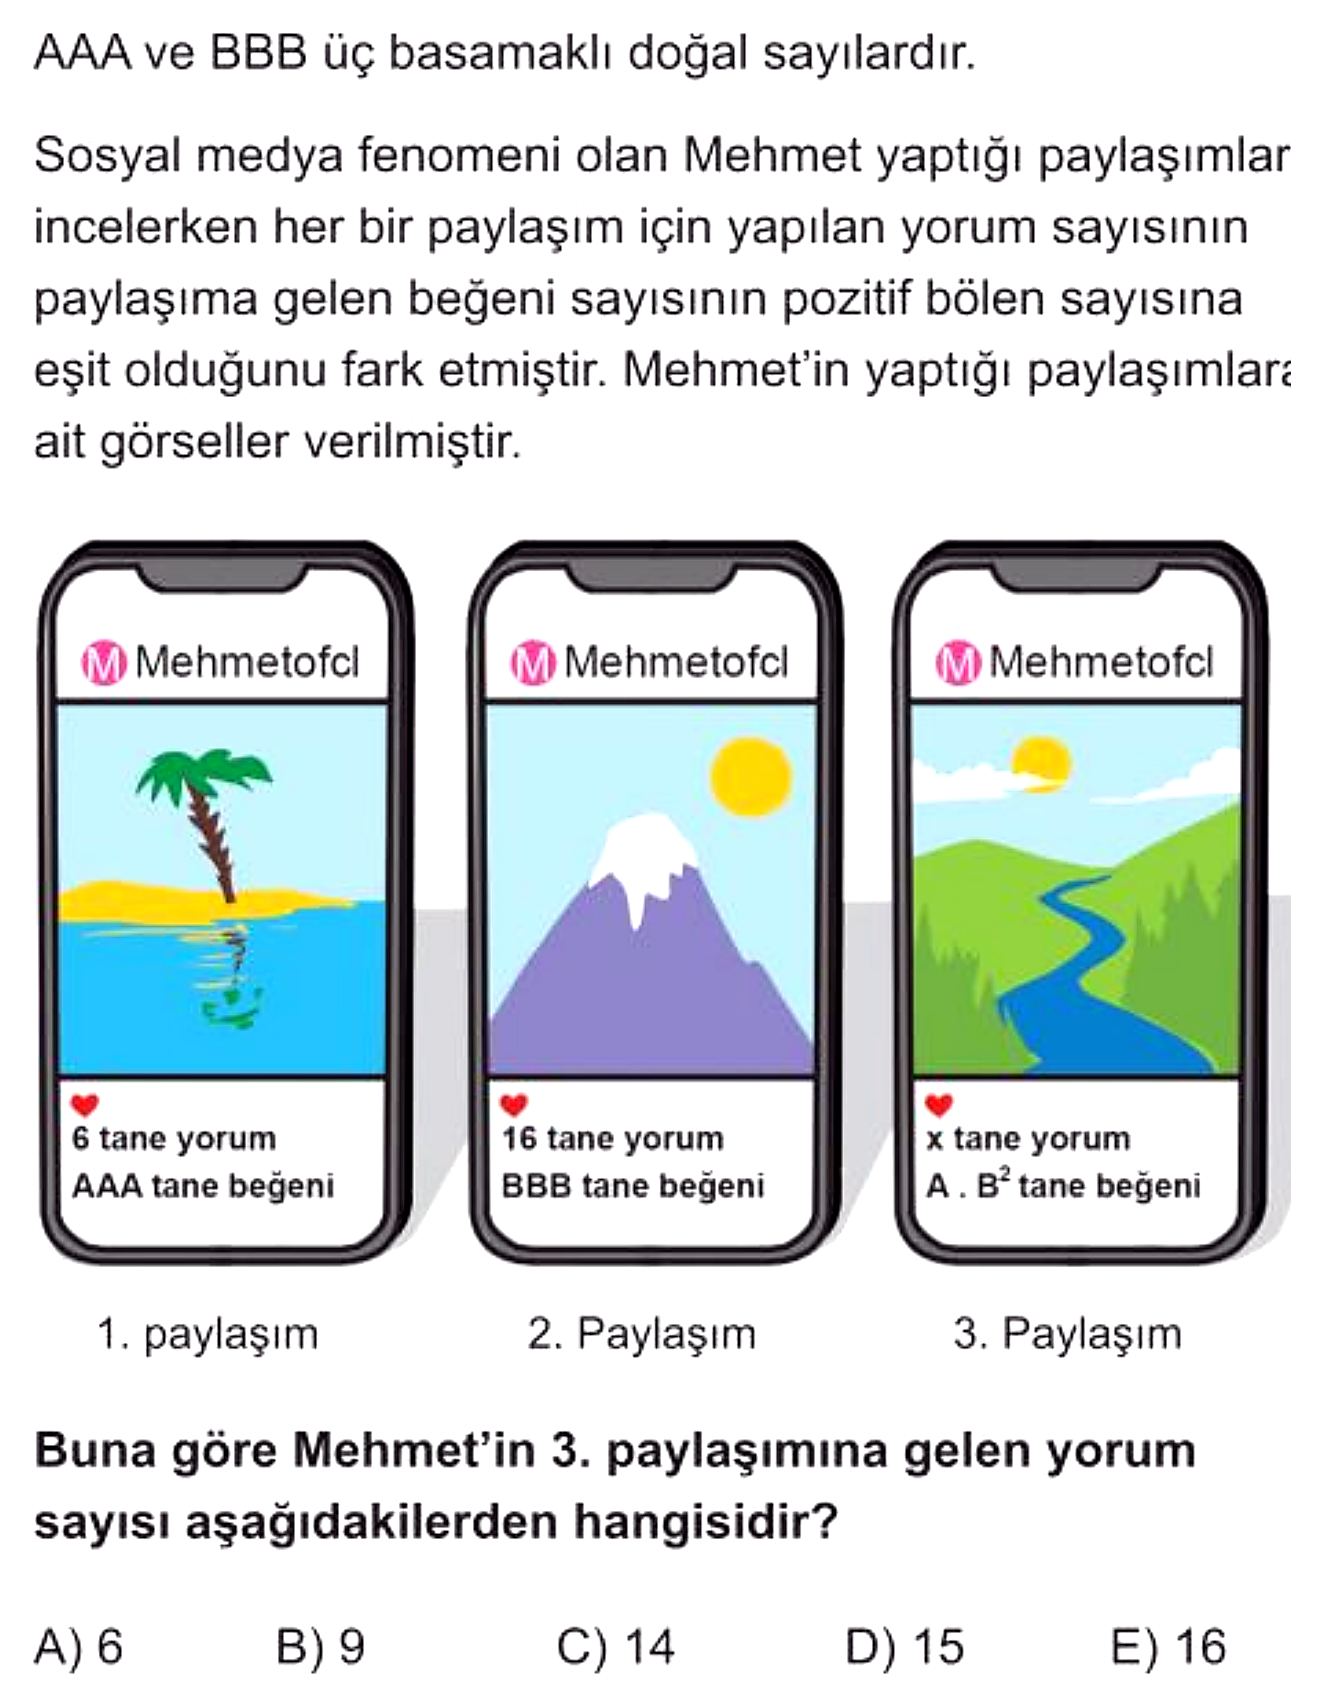 AAA ve BBB üç basamaklı doğal sayılardır.
Sosyal medya fenomeni olan Mehmet yaptığı paylaşımlar
incelerken her bir paylaşım için yapılan yorum sayısının
paylaşıma gelen beğeni sayısının pozitif bölen sayısına
eşit olduğunu fark etmiştir. Mehmet'in yaptığı paylaşımlara
ait görseller verilmiştir.
M Mehmetofcl
6 tane yorum
AAA tane beğeni
1. paylaşım
M Mehmetofcl
16 tane yorum
BBB tane beğeni
2. Paylaşım
M Mehmetofcl
x tane yorum
A . B² tane beğeni
3. Paylaşım
Buna göre Mehmet'in 3. paylaşımına gelen yorum
sayısı aşağıdakilerden hangisidir?
A) 6 B) 9 C) 14 D) 15 E) 16